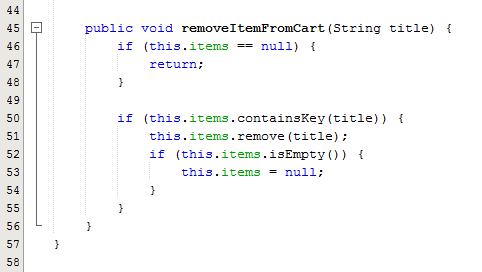 44
45 public void removeItemFromCart(String title) {
46 if (this.items == null) {
47 return;
48 }
49
50 if (this.items.containsKey(title)) {
51 this.items.remove(title);
52 if (this.items.isEmpty()) {
53 this.items = null;
54 }
55 }
56 }
57 }
58